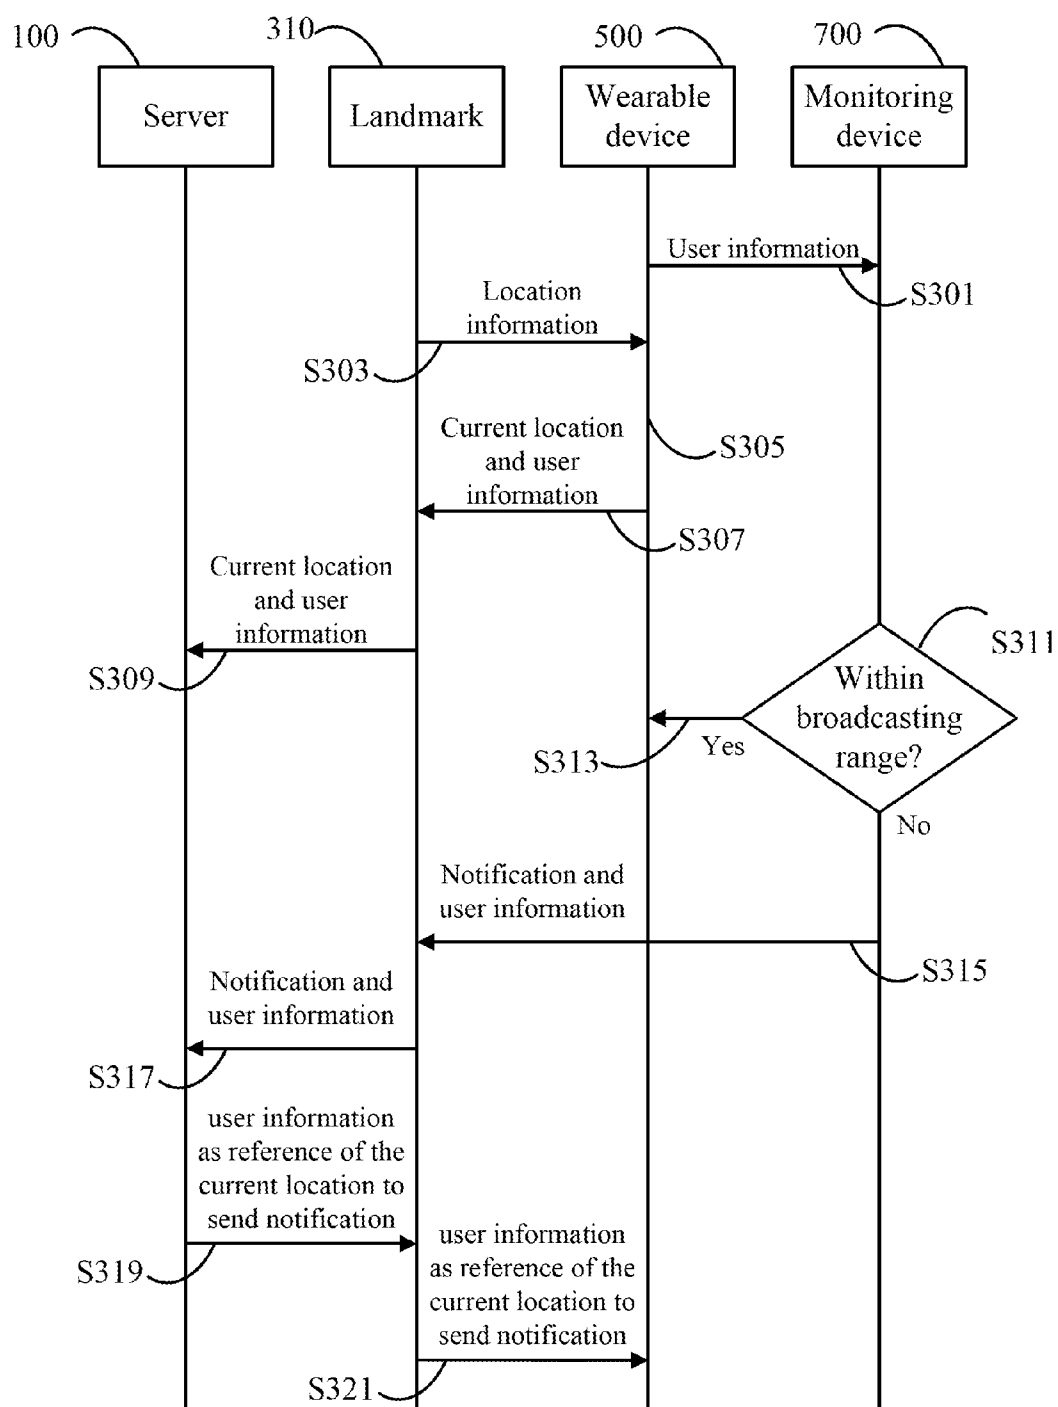 100
310
500
700
Server
Landmark
Wearable
device
Monitoring
device
User information
S301
Location
information
S303
Current location
and user
information
S305
S307
Current location
and user
information
S309
S311
Within
broadcasting
range?
Yes
S313
No
Notification and
user information
S315
Notification and
user information
S317
user information
as reference of the
current location to
send notification
S319
user information
as reference of the
current location to
send notification
S321